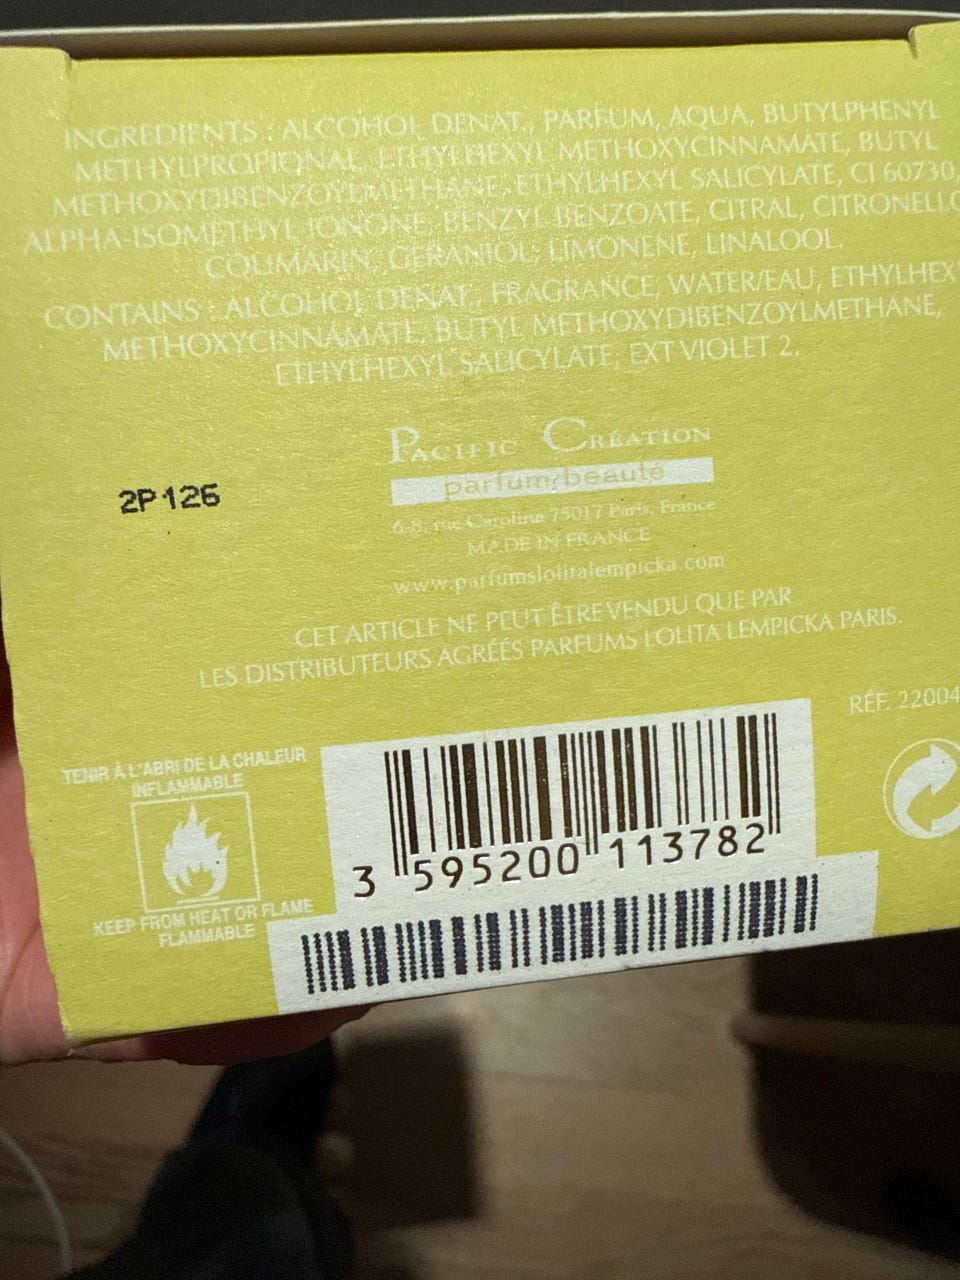 INGREDIENTS : ALCOHOL DENAT., PARFUM, AQUA, BUTYLPHENYL
METHYLPROPIONAL, ETHYLHEXYL METHOXYCINNAMATE, BUTYL
METHOXYDIBENZOYLMETHANE, ETHYLHEXYL SALICYLATE, CI 60730,
ALPHA-ISOMETHYL IONONE, BENZYL BENZOATE, CITRAL, CITRONELLO
COUMARIN, GERANIOL, LIMONENE, LINALOOL.
CONTAINS : ALCOHOL DENAT., FRAGRANCE, WATER/EAU, ETHYLHEXY
METHOXYCINNAMATE, BUTYL METHOXYDIBENZOYLMETHANE,
ETHYLHEXYL SALICYLATE, EXT VIOLET 2.
PACIFIC CRÉATION
parfum/beauté
2P 126
6-8, rue Caroline 75017 Paris, France
MADE IN FRANCE
www.parfumslolitalempicka.com
CET ARTICLE NE PEUT ÊTRE VENDU QUE PAR
LES DISTRIBUTEURS AGRÉÉS PARFUMS LOLITA LEMPICKA PARIS.
RÉF. 22004
TENIR À L'ABRI DE LA CHALEUR
INFLAMMABLE
KEEP FROM HEAT OR FLAME
FLAMMABLE
3 595200 113782